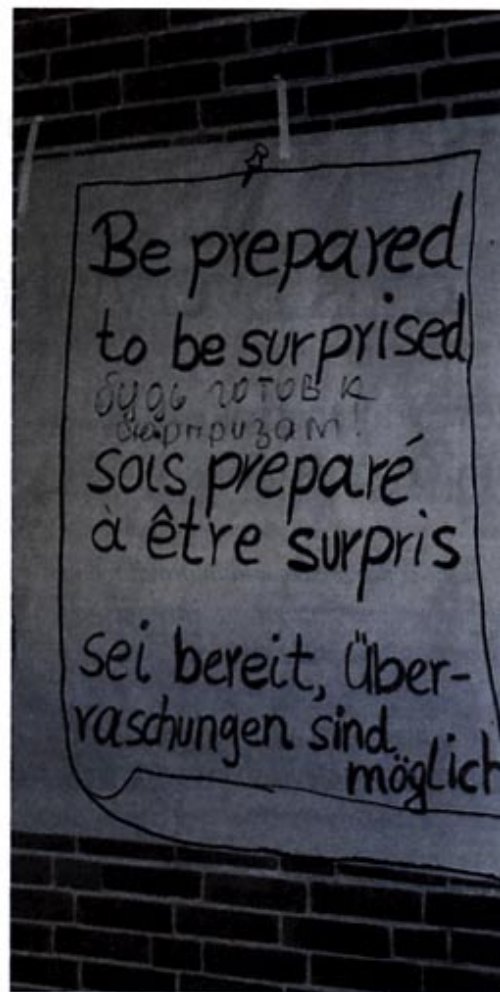 Be prepared
to be surprised
будь готов к
сюрпризам!
sois preparé
à être surpris
sei bereit, Über-
raschungen sind
möglich